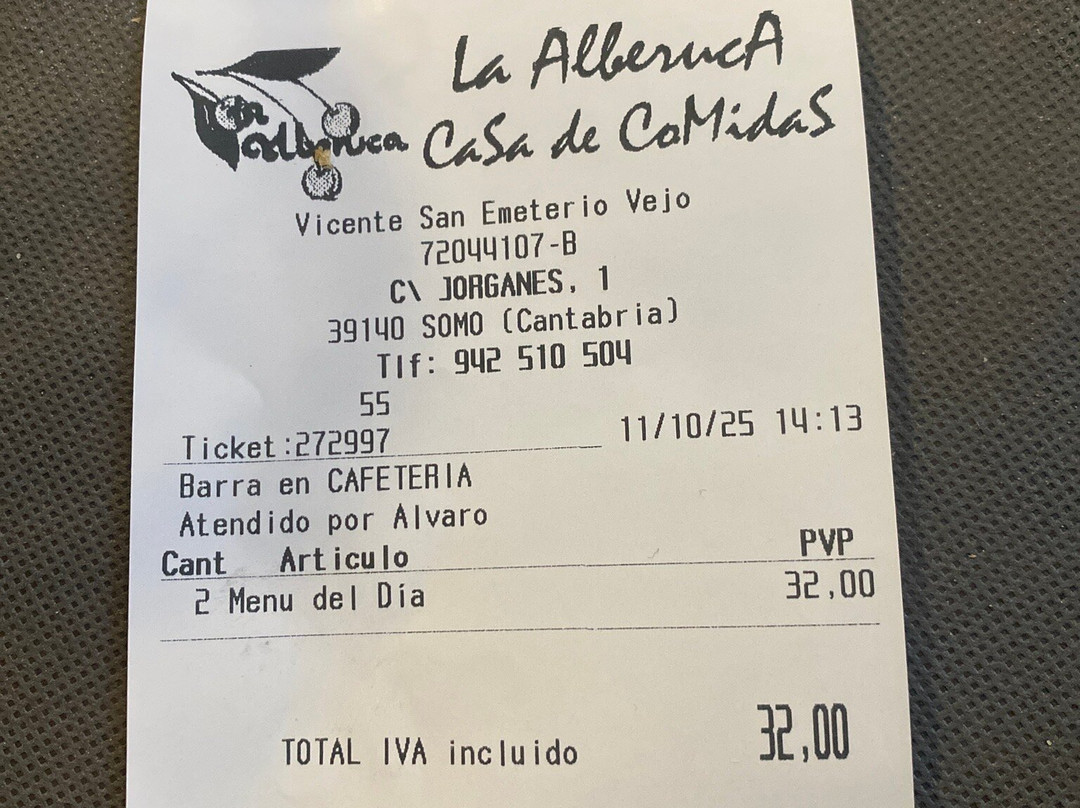 La AlberucA
CaSa de CoMidaS
La Alberuca
Vicente San Emeterio Vejo
72044107-B
C\ JORGANES, 1
39140 SOMO (Cantabria)
Tlf: 942 510 504
55
Ticket:272997 11/10/25 14:13
Barra en CAFETERIA
Atendido por Alvaro
Cant Articulo PVP
2 Menu del Día 32,00
TOTAL IVA incluido 32,00